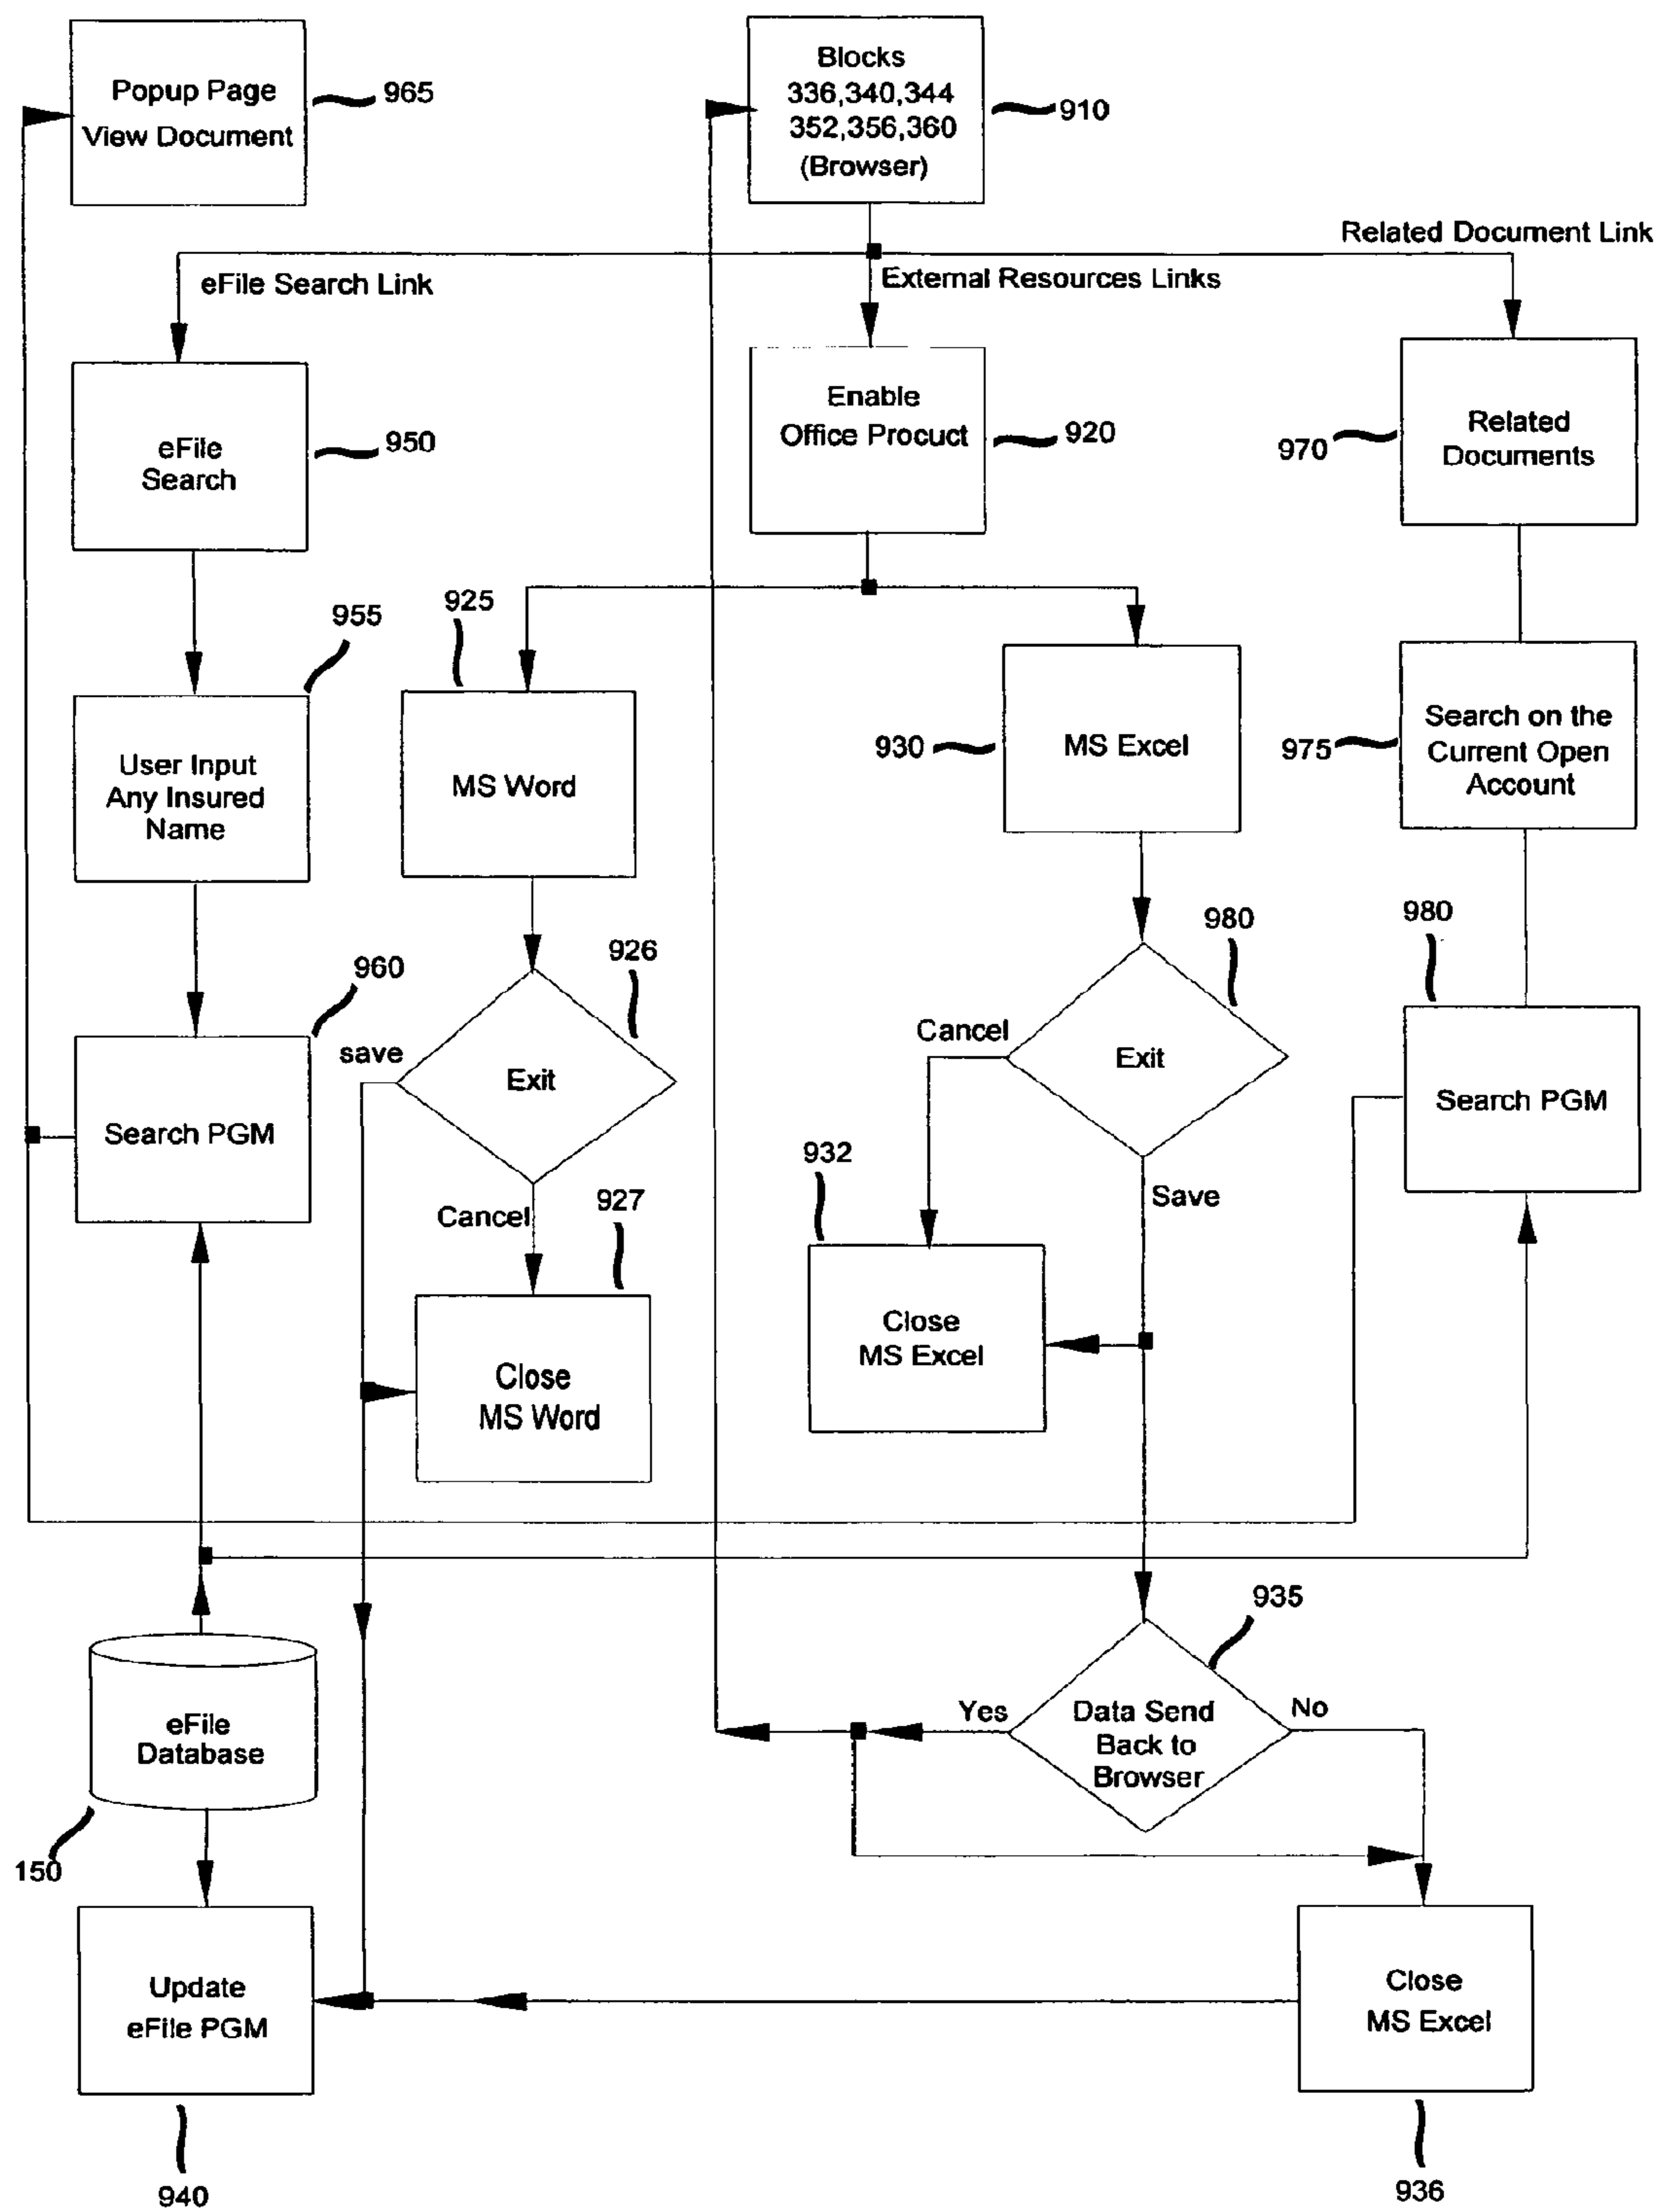 Popup Page
View Document
965
Blocks
336,340,344
352,356,360
(Browser)
910
Related Document Link
eFile Search Link
External Resources Links
eFile
Search
950
Enable
Office Procuct
920
Related
Documents
970
955
925
User Input
Any Insured
Name
MS Word
930
MS Excel
975
Search on the
Current Open
Account
960
926
980
980
save
Exit
Cancel
Exit
Search PGM
Search PGM
Cancel
927
932
Save
Close
MS Word
Close
MS Excel
935
eFile
Database
150
Yes
Data Send
Back to
Browser
No
Update
eFile PGM
Close
MS Excel
940
936